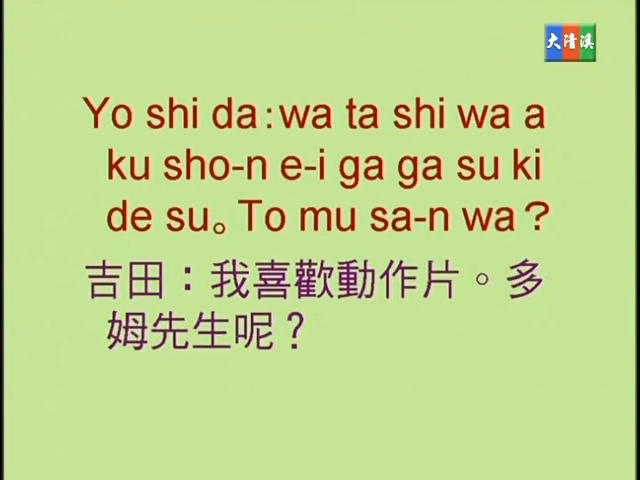 大清溪
Yo shi da:wa ta shi wa a
ku sho-n e-i ga ga su ki
de su。To mu sa-n wa？
吉田：我喜歡動作片。多
姆先生呢？